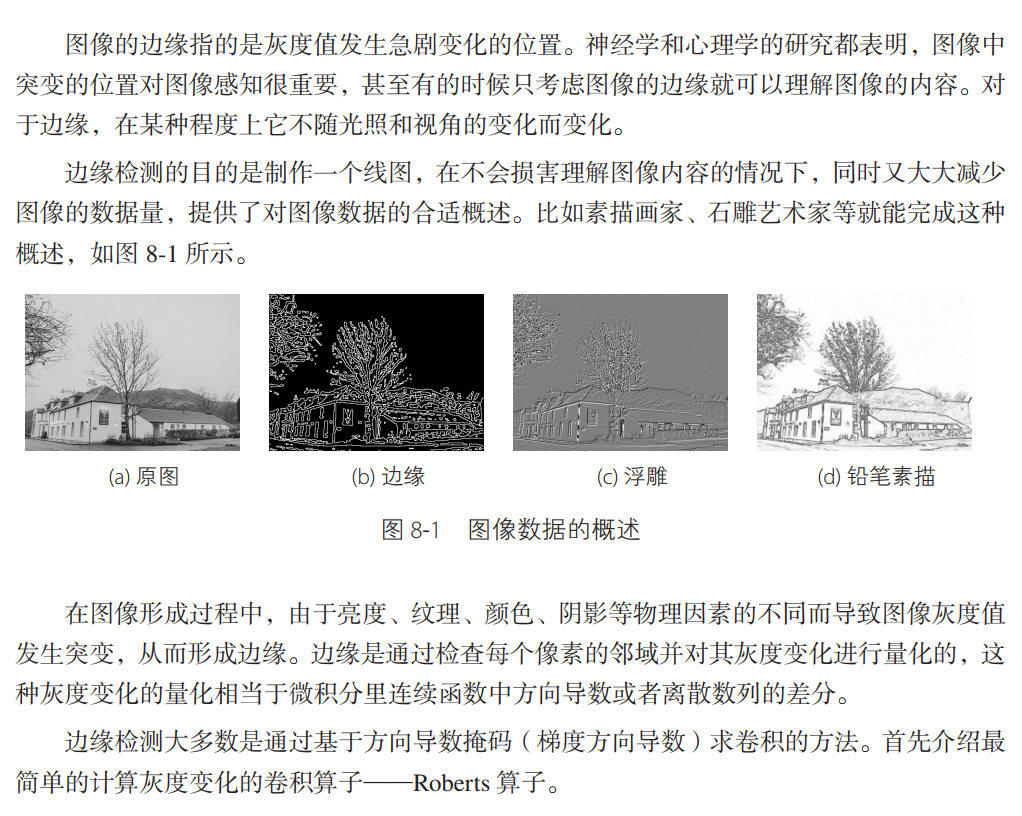 图像的边缘指的是灰度值发生急剧变化的位置。神经学和心理学的研究都表明，图像中
突变的位置对图像感知很重要，甚至有的时候只考虑图像的边缘就可以理解图像的内容。对
于边缘，在某种程度上它不随光照和视角的变化而变化。
边缘检测的目的是制作一个线图，在不会损害理解图像内容的情况下，同时又大大减少
图像的数据量，提供了对图像数据的合适概述。比如素描画家、石雕艺术家等就能完成这种
概述，如图 8-1 所示。
(a) 原图
(b) 边缘
(c) 浮雕
(d) 铅笔素描
图 8-1 图像数据的概述
在图像形成过程中，由于亮度、纹理、颜色、阴影等物理因素的不同而导致图像灰度值
发生突变，从而形成边缘。边缘是通过检查每个像素的邻域并对其灰度变化进行量化的，这
种灰度变化的量化相当于微积分里连续函数中方向导数或者离散数列的差分。
边缘检测大多数是通过基于方向导数掩码（梯度方向导数）求卷积的方法。首先介绍最
简单的计算灰度变化的卷积算子——Roberts 算子。